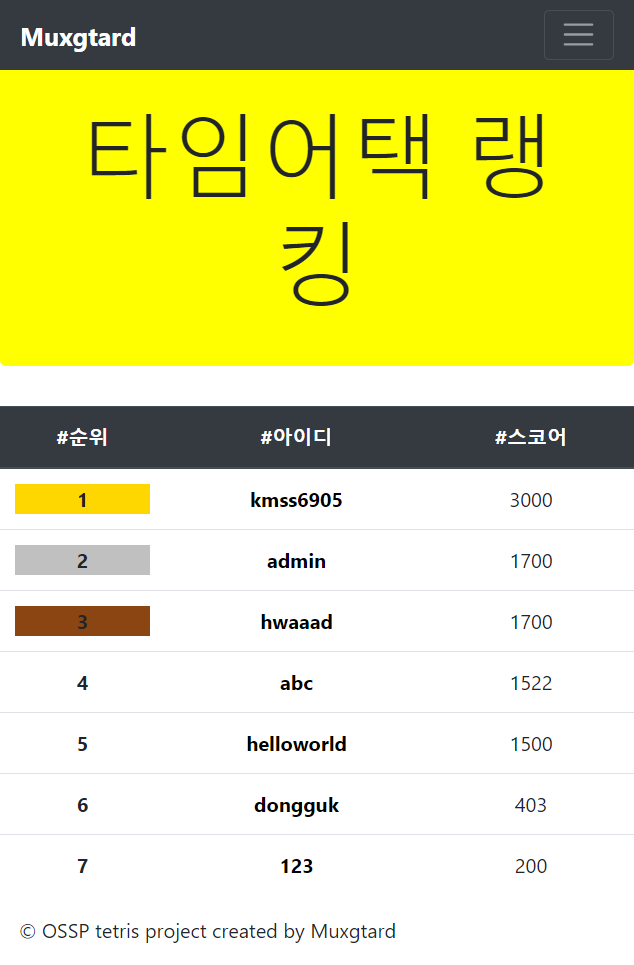 Muxgtard
타임어택 랭
킹
#순위 #아이디 #스코어
1 kmss6905 3000
2 admin 1700
3 hwaaad 1700
4 abc 1522
5 helloworld 1500
6 dongguk 403
7 123 200
© OSSP tetris project created by Muxgtard